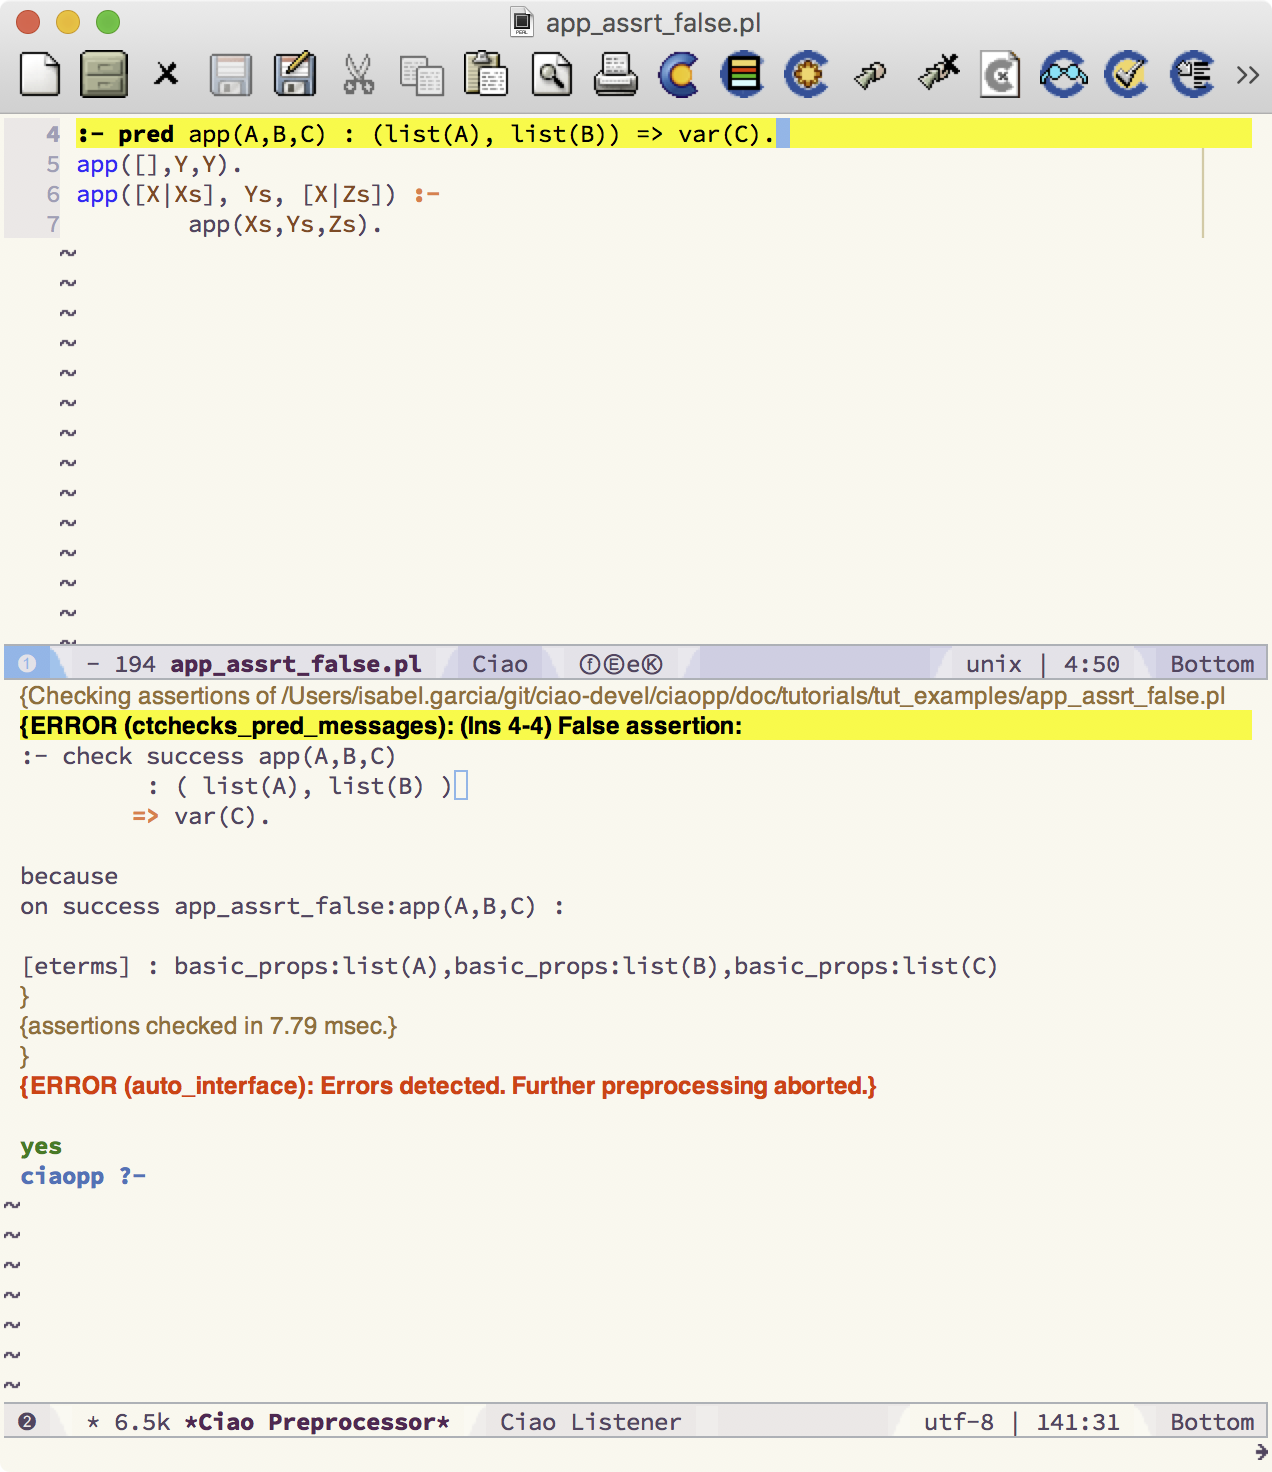 app_assrt_false.pl
4 :- pred app(A,B,C) : (list(A), list(B)) => var(C).
5 app([],Y,Y).
6 app([X|Xs], Ys, [X|Zs]) :-
7 app(Xs,Ys,Zs).
~
~
~
~
~
~
~
~
~
~
~
~
~
~
1 - 194 app_assrt_false.pl Ciao ⓕⒺeⓀ unix | 4:50 Bottom
{Checking assertions of /Users/isabel.garcia/git/ciao-devel/ciaopp/doc/tutorials/tut_examples/app_assrt_false.pl
{ERROR (ctchecks_pred_messages): (lns 4-4) False assertion:
:- check success app(A,B,C)
: ( list(A), list(B) )
=> var(C).
because
on success app_assrt_false:app(A,B,C) :
[eterms] : basic_props:list(A),basic_props:list(B),basic_props:list(C)
}
{assertions checked in 7.79 msec.}
}
{ERROR (auto_interface): Errors detected. Further preprocessing aborted.}
yes
ciaopp ?-
~
~
~
~
~
~
~
2 * 6.5k *Ciao Preprocessor* Ciao Listener utf-8 | 141:31 Bottom